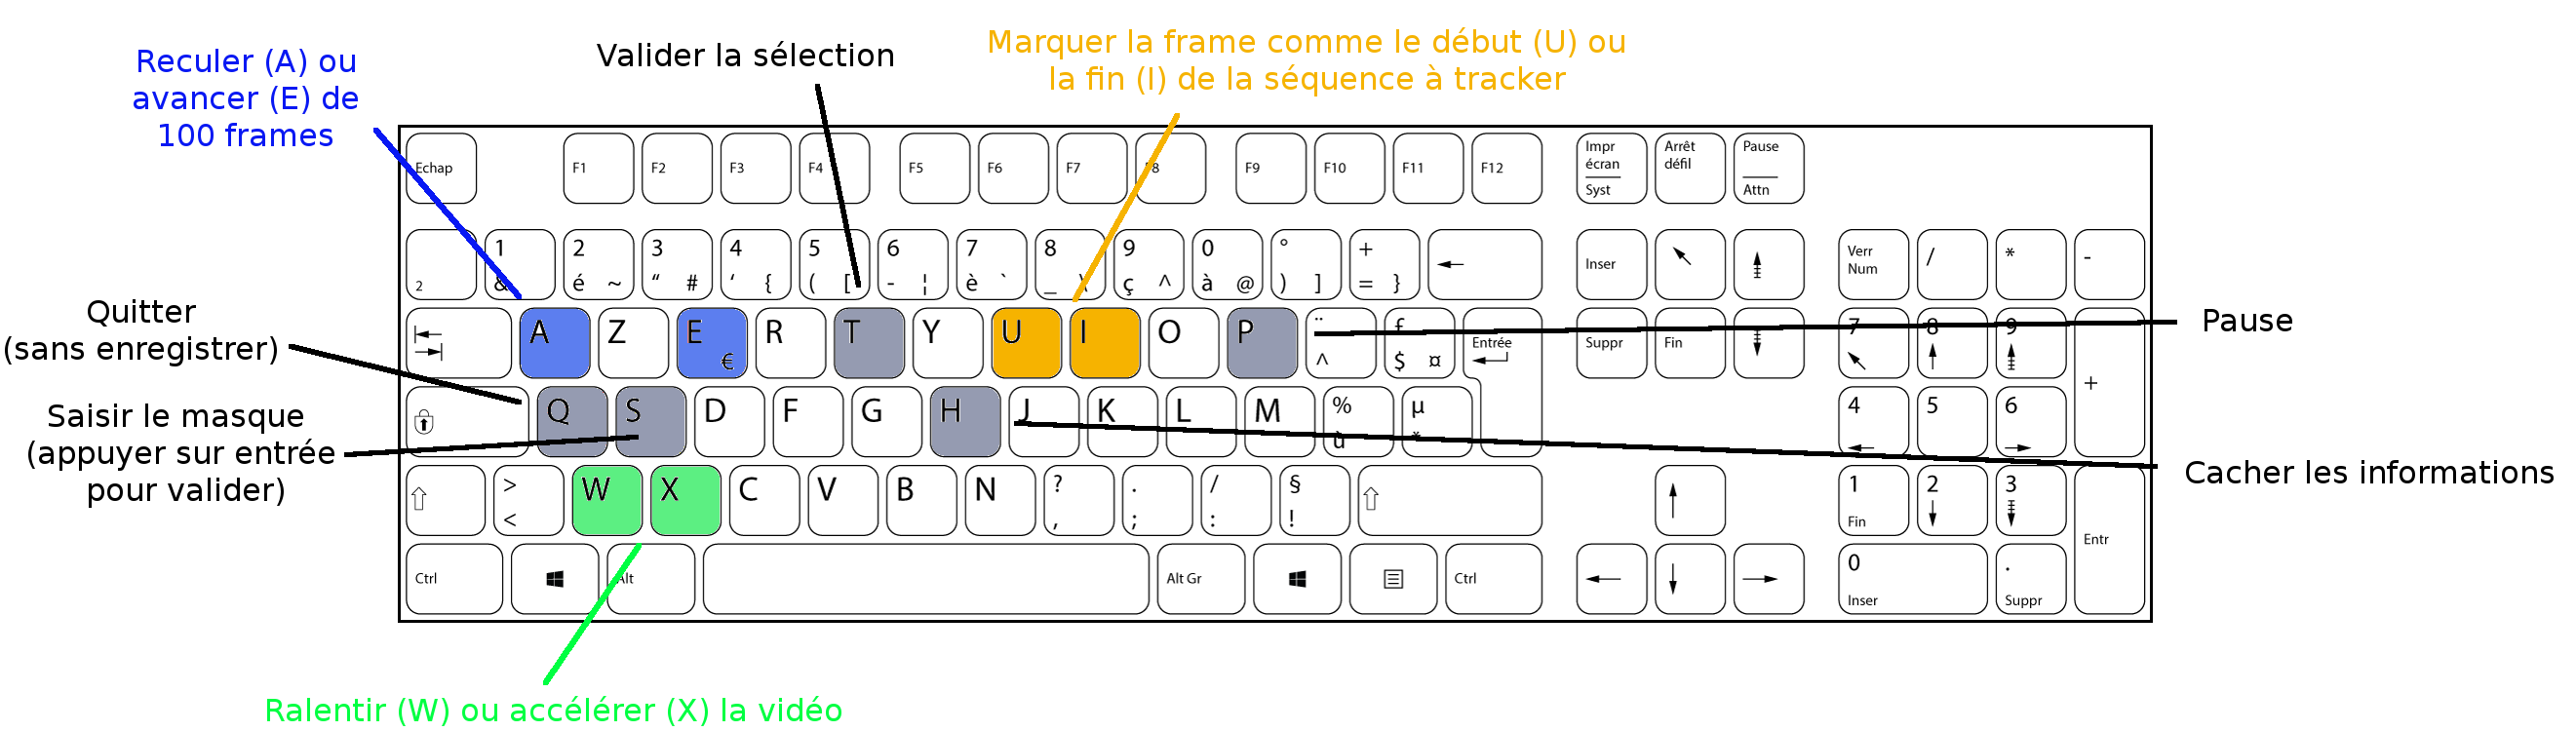 Reculer (A) ou
avancer (E) de
100 frames
Valider la sélection
Marquer la frame comme le début (U) ou
la fin (I) de la séquence à tracker
Echap F1 F2 F3 F4 F5 F6 F7 F8 F9 F10 F11 F12
Impr écran Syst
Arrêt défil
Pause Attn
2
1 &
2 é ~
3 “ #
4 ‘ {
5 ( [
6 - ¦
7 è `
8 _ \
9 ç ^
0 à @
° ) ]
+ = }
←
Inser ↖ ⇞
Verr Num / * -
Quitter
(sans enregistrer)
A Z E € R T Y U I O P ¨ ^ £ $ ¤ Entrée
Suppr Fin ⇟
7 ↖ 8 ↑ 9 ⇞ +
Pause
Saisir le masque
(appuyer sur entrée
pour valider)
Q S D F G H J K L M % ù µ *
4 ← 5 6 →
Cacher les informations
⇧ > < W X C V B N ? , . ; / : § ! ⇧
↑
1 Fin 2 ↓ 3 ⇟ Entr
Ctrl Alt Alt Gr Ctrl
← ↓ →
0 Inser . Suppr
Ralentir (W) ou accélérer (X) la vidéo